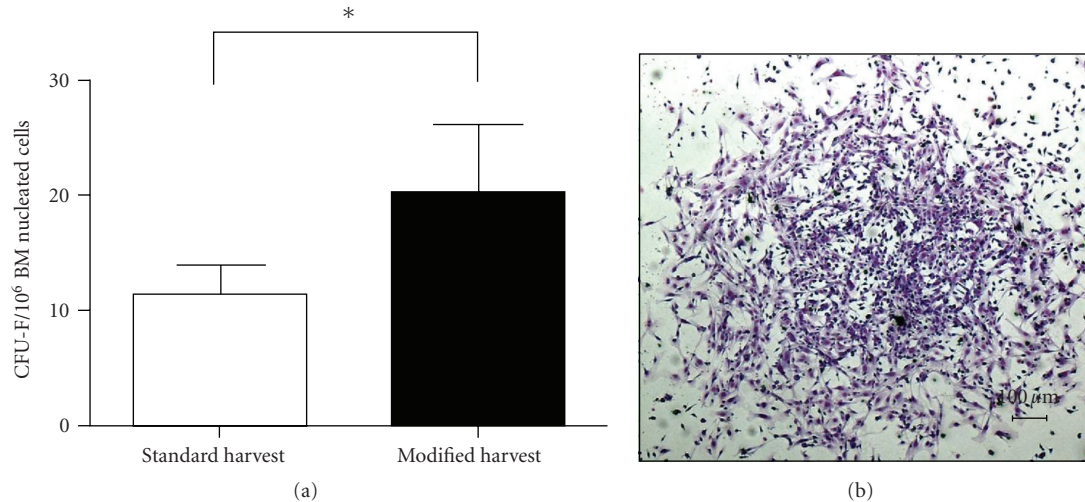 *
30
20
10
0
CFU-F/10⁶ BM nucleated cells
Standard harvest
Modified harvest
(a)
100 µm
(b)